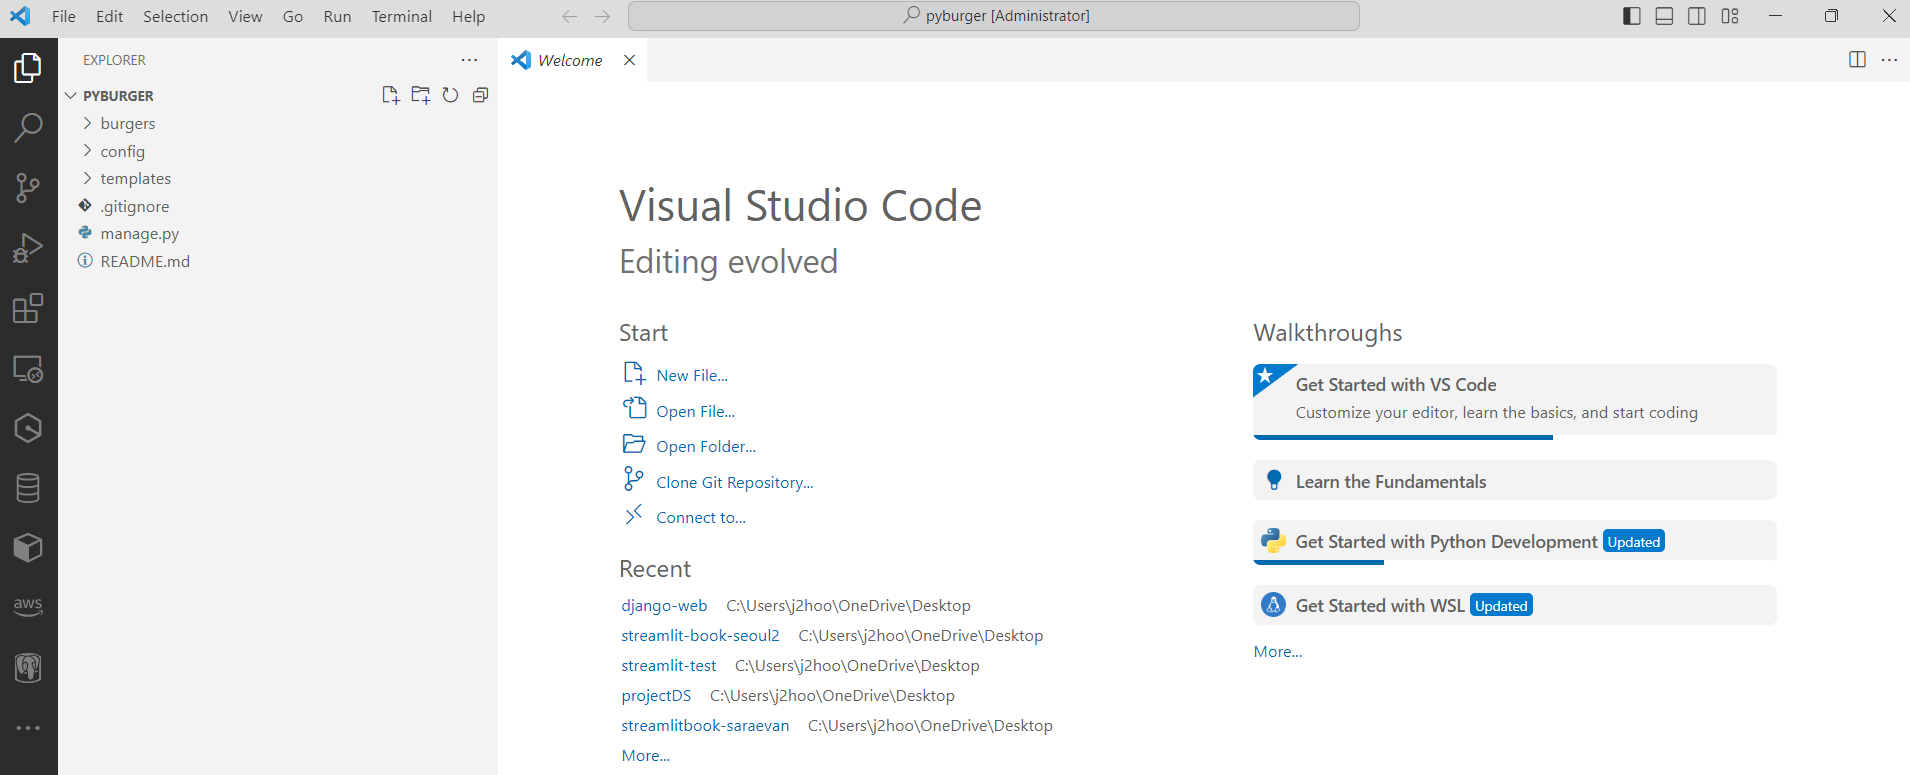 File Edit Selection View Go Run Terminal Help
pyburger [Administrator]
EXPLORER
PYBURGER
burgers
config
templates
.gitignore
manage.py
README.md
aws
Welcome
Visual Studio Code
Editing evolved
Start
New File...
Open File...
Open Folder...
Clone Git Repository...
Connect to...
Recent
django-web C:\Users\j2hoo\OneDrive\Desktop
streamlit-book-seoul2 C:\Users\j2hoo\OneDrive\Desktop
streamlit-test C:\Users\j2hoo\OneDrive\Desktop
projectDS C:\Users\j2hoo\OneDrive\Desktop
streamlitbook-saraevan C:\Users\j2hoo\OneDrive\Desktop
More...
Walkthroughs
Get Started with VS Code
Customize your editor, learn the basics, and start coding
Learn the Fundamentals
Get Started with Python Development Updated
Get Started with WSL Updated
More...